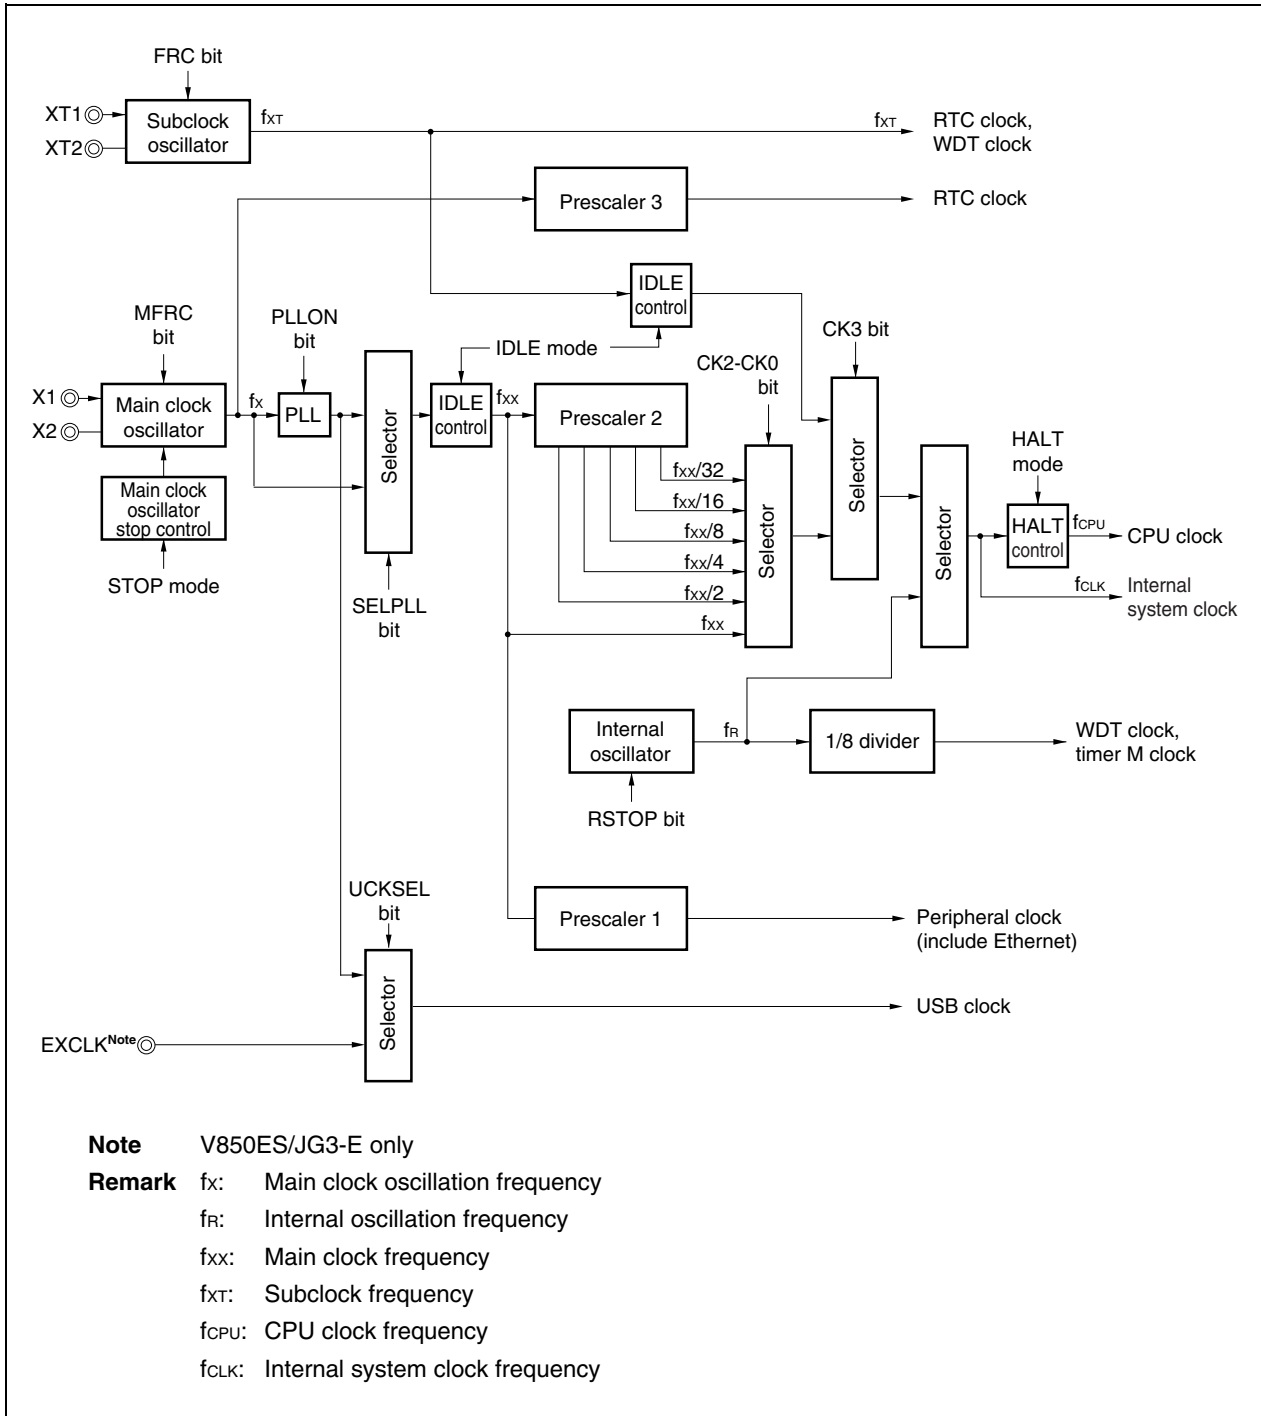 FRC bit
XT1
XT2
Subclock
oscillator
fXT
fXT
RTC clock,
WDT clock
Prescaler 3
RTC clock
IDLE
control
MFRC
bit
PLLON
bit
IDLE mode
CK3 bit
CK2-CK0
bit
X1
X2
Main clock
oscillator
fX
PLL
Selector
IDLE
control
fXX
Prescaler 2
Main clock
oscillator
stop control
STOP mode
SELPLL
bit
fXX/32
fXX/16
fXX/8
fXX/4
fXX/2
fXX
Selector
Selector
Selector
HALT
mode
HALT
control
fCPU
CPU clock
fCLK
Internal
system clock
Internal
oscillator
fR
1/8 divider
WDT clock,
timer M clock
RSTOP bit
UCKSEL
bit
Prescaler 1
Peripheral clock
(include Ethernet)
Selector
USB clock
EXCLKNote
Note V850ES/JG3-E only
Remark fX: Main clock oscillation frequency
fR: Internal oscillation frequency
fXX: Main clock frequency
fXT: Subclock frequency
fCPU: CPU clock frequency
fCLK: Internal system clock frequency